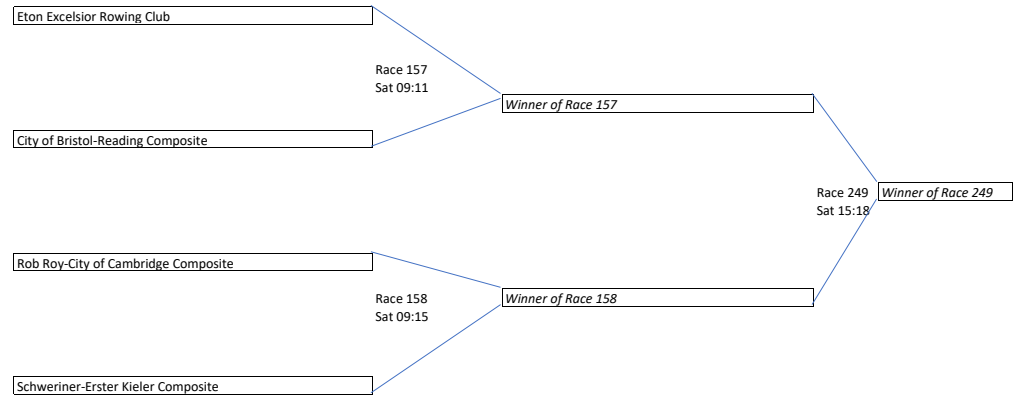 Eton Excelsior Rowing Club
Race 157
Sat 09:11
Winner of Race 157
City of Bristol-Reading Composite
Race 249
Sat 15:18
Winner of Race 249
Rob Roy-City of Cambridge Composite
Race 158
Sat 09:15
Winner of Race 158
Schweriner-Erster Kieler Composite